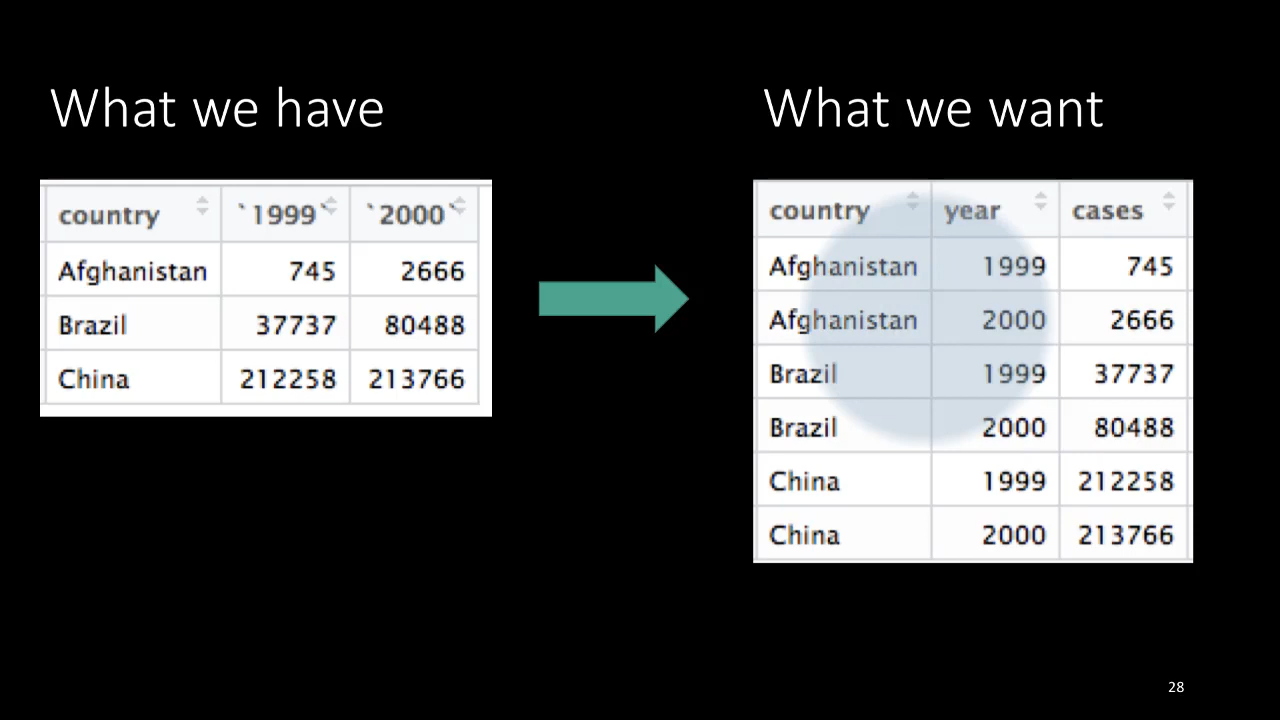 What we have
country `1999` `2000`
Afghanistan 745 2666
Brazil 37737 80488
China 212258 213766
What we want
country year cases
Afghanistan 1999 745
Afghanistan 2000 2666
Brazil 1999 37737
Brazil 2000 80488
China 1999 212258
China 2000 213766
28